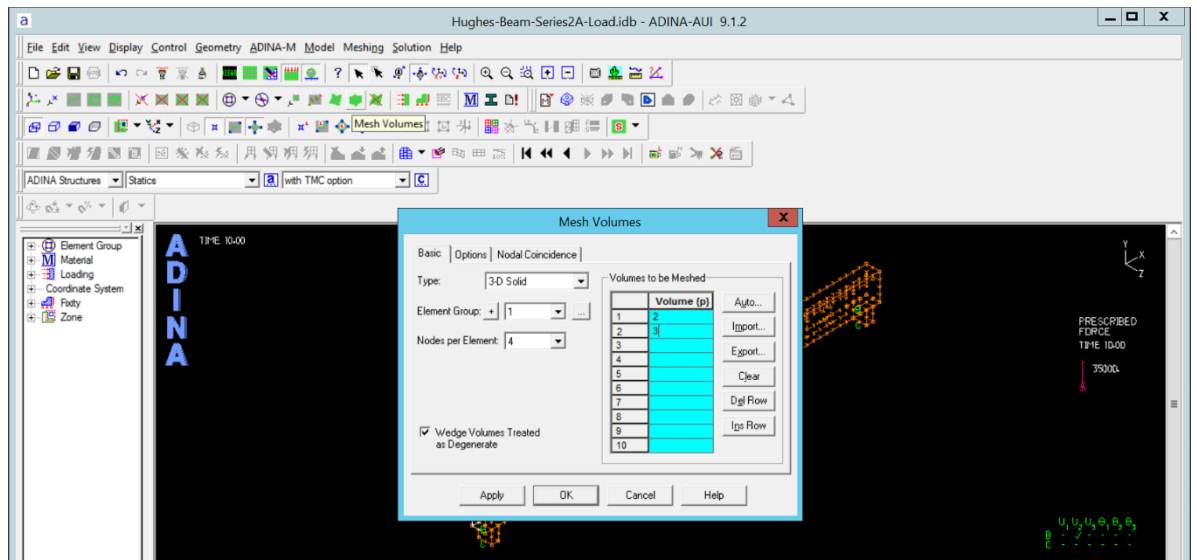 a
Hughes-Beam-Series2A-Load.idb - ADINA-AUI 9.1.2
X
File Edit View Display Control Geometry ADINA-M Model Meshing Solution Help
Mesh Volumes
ADINA Structures
Statics
with TMC option
Element Group
Material
Loading
Coordinate System
Fixity
Zone
A
D
I
N
A
TIME 10.00
Mesh Volumes
X
Basic
Options
Nodal Coincidence
Type:
3-D Solid
Element Group:
+
1
...
Nodes per Element:
4
Wedge Volumes Treated
as Degenerate
Volumes to be Meshed
Volume {p}
1 2
2 3
3
4
5
6
7
8
9
10
Auto...
Import...
Export...
Clear
Del Row
Ins Row
Apply
OK
Cancel
Help
Y
X
Z
PRESCRIBED
FORCE
TIME 10.00
35000.
B
C